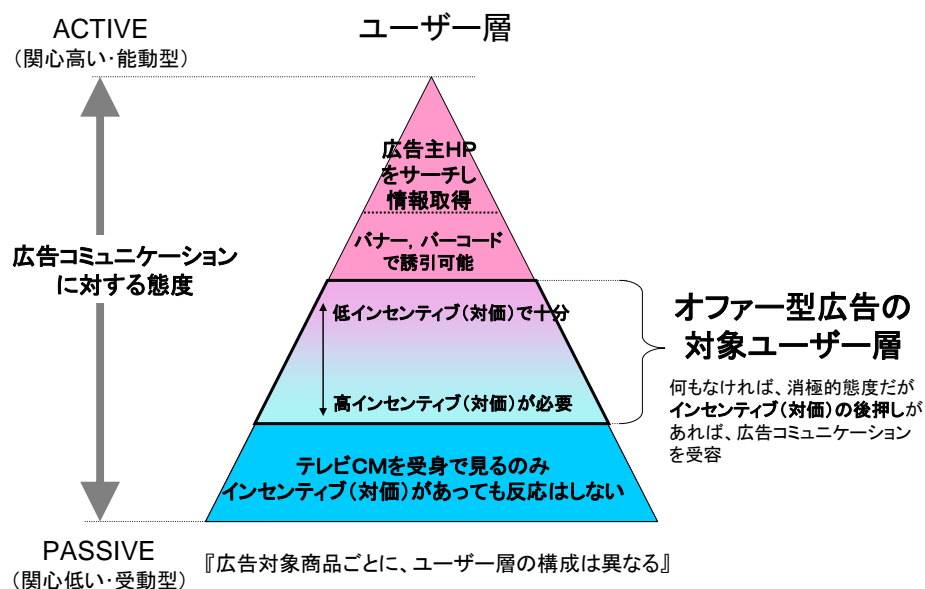 ACTIVE
(関心高い・能動型)
ユーザー層
広告主HP
をサーチし
情報取得
バナー,バーコード
で誘引可能
広告コミュニケーション
に対する態度
低インセンティブ(対価)で十分
高インセンティブ(対価)が必要
オファー型広告の
対象ユーザー層
何もなければ、消極的態度だが
インセンティブ(対価)の後押しが
あれば、広告コミュニケーション
を受容
テレビCMを受身で見るのみ
インセンティブ(対価)があっても反応はしない
PASSIVE
(関心低い・受動型)
『広告対象商品ごとに、ユーザー層の構成は異なる』